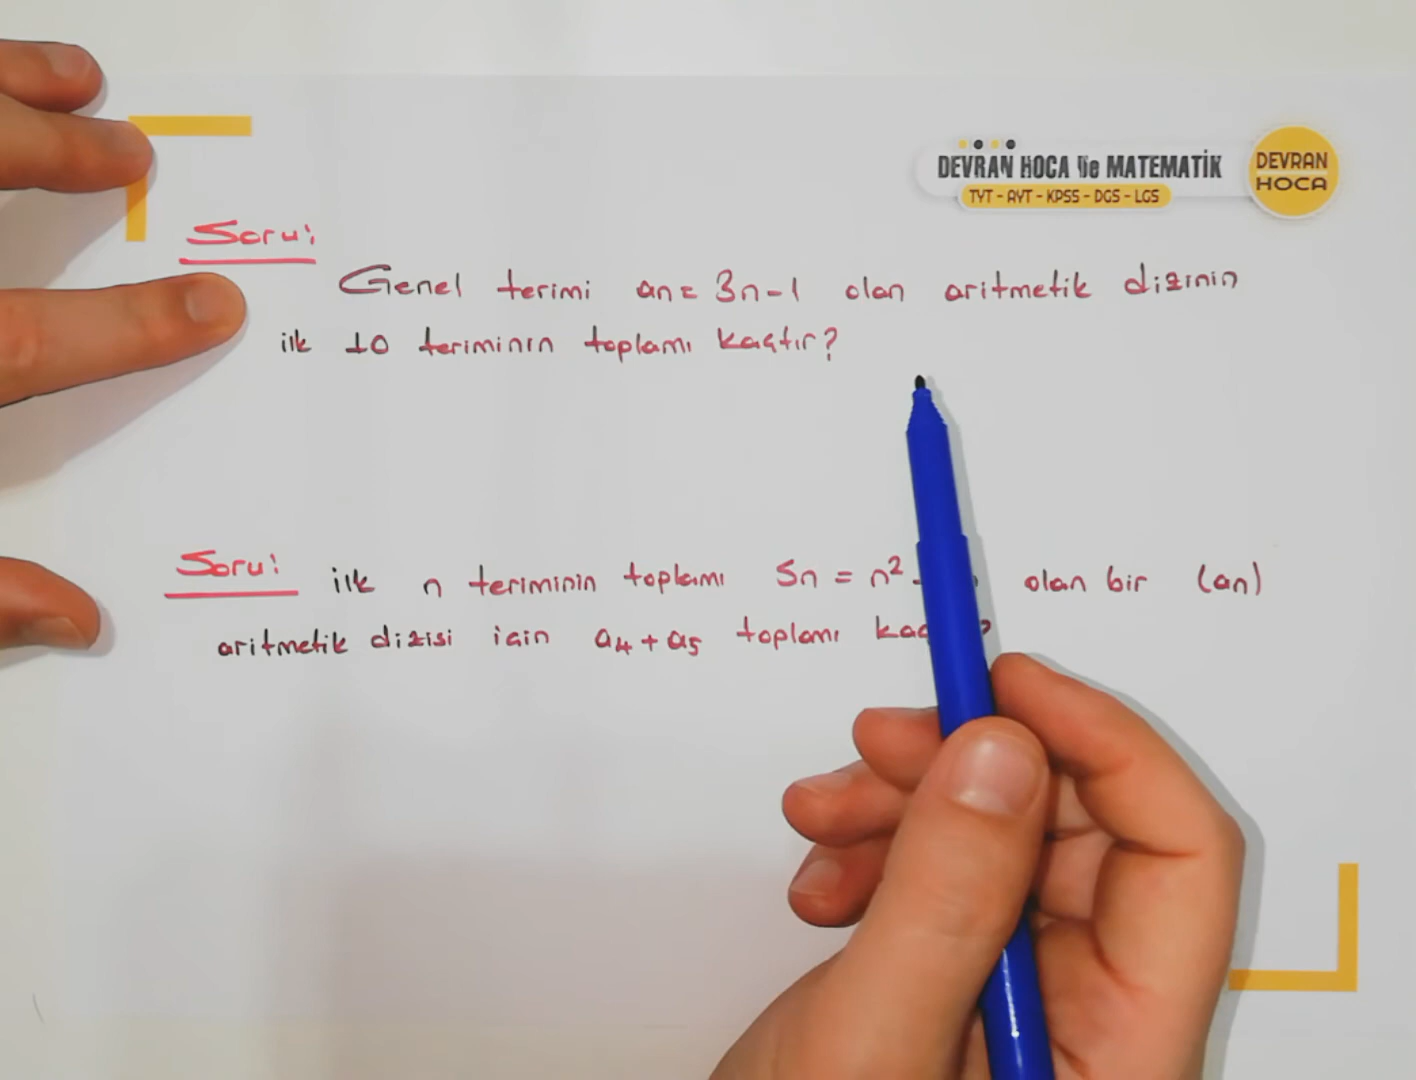 DEVRAN HOCA ile MATEMATİK
TYT - AYT - KPSS - DGS - LGS
DEVRAN
HOCA
Soru:
Genel terimi an = 3n-1 olan aritmetik dizinin
ilk 10 teriminin toplamı kaçtır?
Soru: ilk n teriminin toplamı Sn = n² olan bir (an)
aritmetik dizisi için a4 + a5 toplamı